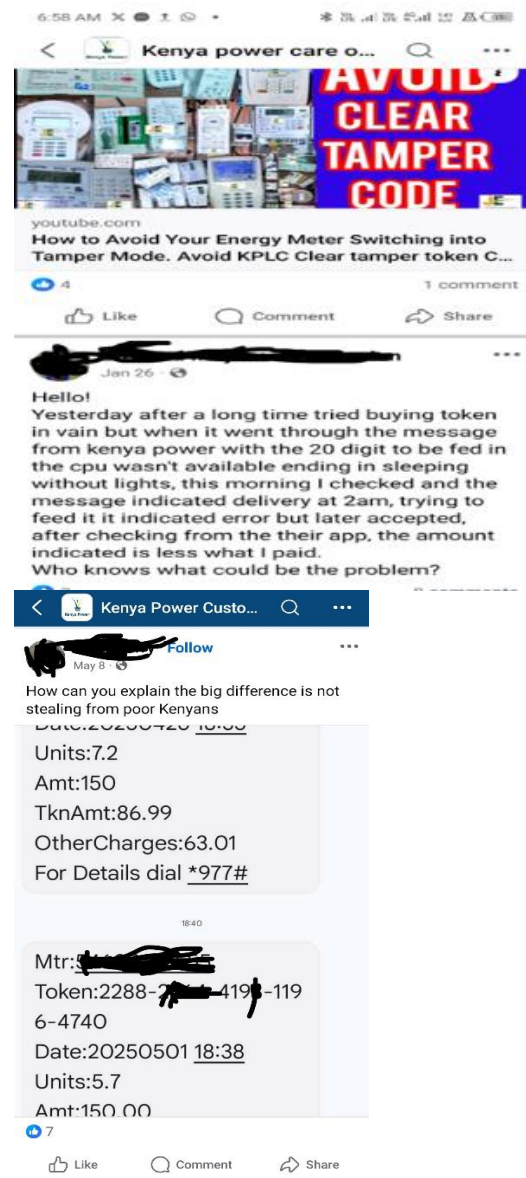 6:58 AM
Kenya power care o...
AVOID
CLEAR
TAMPER
CODE
youtube.com
How to Avoid Your Energy Meter Switching into
Tamper Mode. Avoid KPLC Clear tamper token C...
4
1 comment
Like
Comment
Share
Jan 26
Hello!
Yesterday after a long time tried buying token
in vain but when it went through the message
from kenya power with the 20 digit to be fed in
the cpu wasn't available ending in sleeping
without lights, this morning I checked and the
message indicated delivery at 2am, trying to
feed it it indicated error but later accepted,
after checking from the their app, the amount
indicated is less what I paid.
Who knows what could be the problem?
Kenya Power Custo...
Follow
May 8
How can you explain the big difference is not
stealing from poor Kenyans
Units:7.2
Amt:150
TknAmt:86.99
OtherCharges:63.01
For Details dial *977#
18:40
Mtr:
Token:2288- -119
6-4740
Date:20250501 18:38
Units:5.7
Amt:150.00
7
Like
Comment
Share